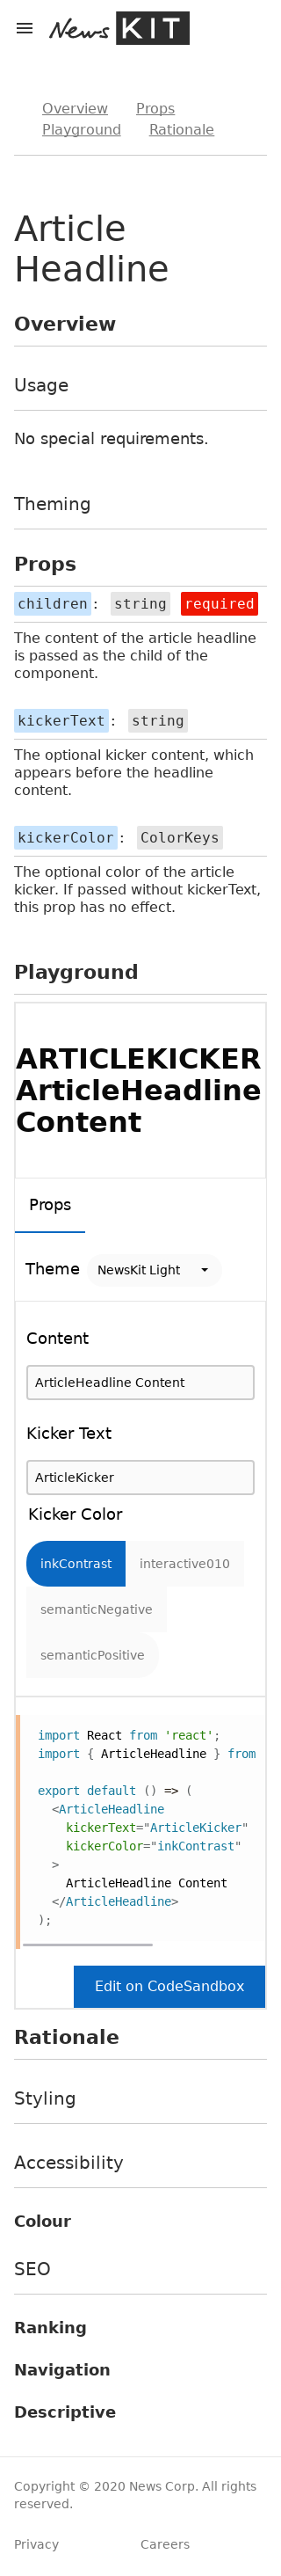 News KIT
Overview Props
Playground Rationale
Article
Headline
Overview
Usage
No special requirements.
Theming
Props
children: string required
The content of the article headline
is passed as the child of the
component.
kickerText: string
The optional kicker content, which
appears before the headline
content.
kickerColor: ColorKeys
The optional color of the article
kicker. If passed without kickerText,
this prop has no effect.
Playground
ARTICLEKICKER
ArticleHeadline
Content
Props
Theme NewsKit Light
Content
ArticleHeadline Content
Kicker Text
ArticleKicker
Kicker Color
inkContrast interactive010
semanticNegative
semanticPositive
import React from 'react';
import { ArticleHeadline } from
export default () => (
<ArticleHeadline
kickerText="ArticleKicker"
kickerColor="inkContrast"
>
ArticleHeadline Content
</ArticleHeadline>
);
Edit on CodeSandbox
Rationale
Styling
Accessibility
Colour
SEO
Ranking
Navigation
Descriptive
Copyright © 2020 News Corp. All rights
reserved.
Privacy Careers